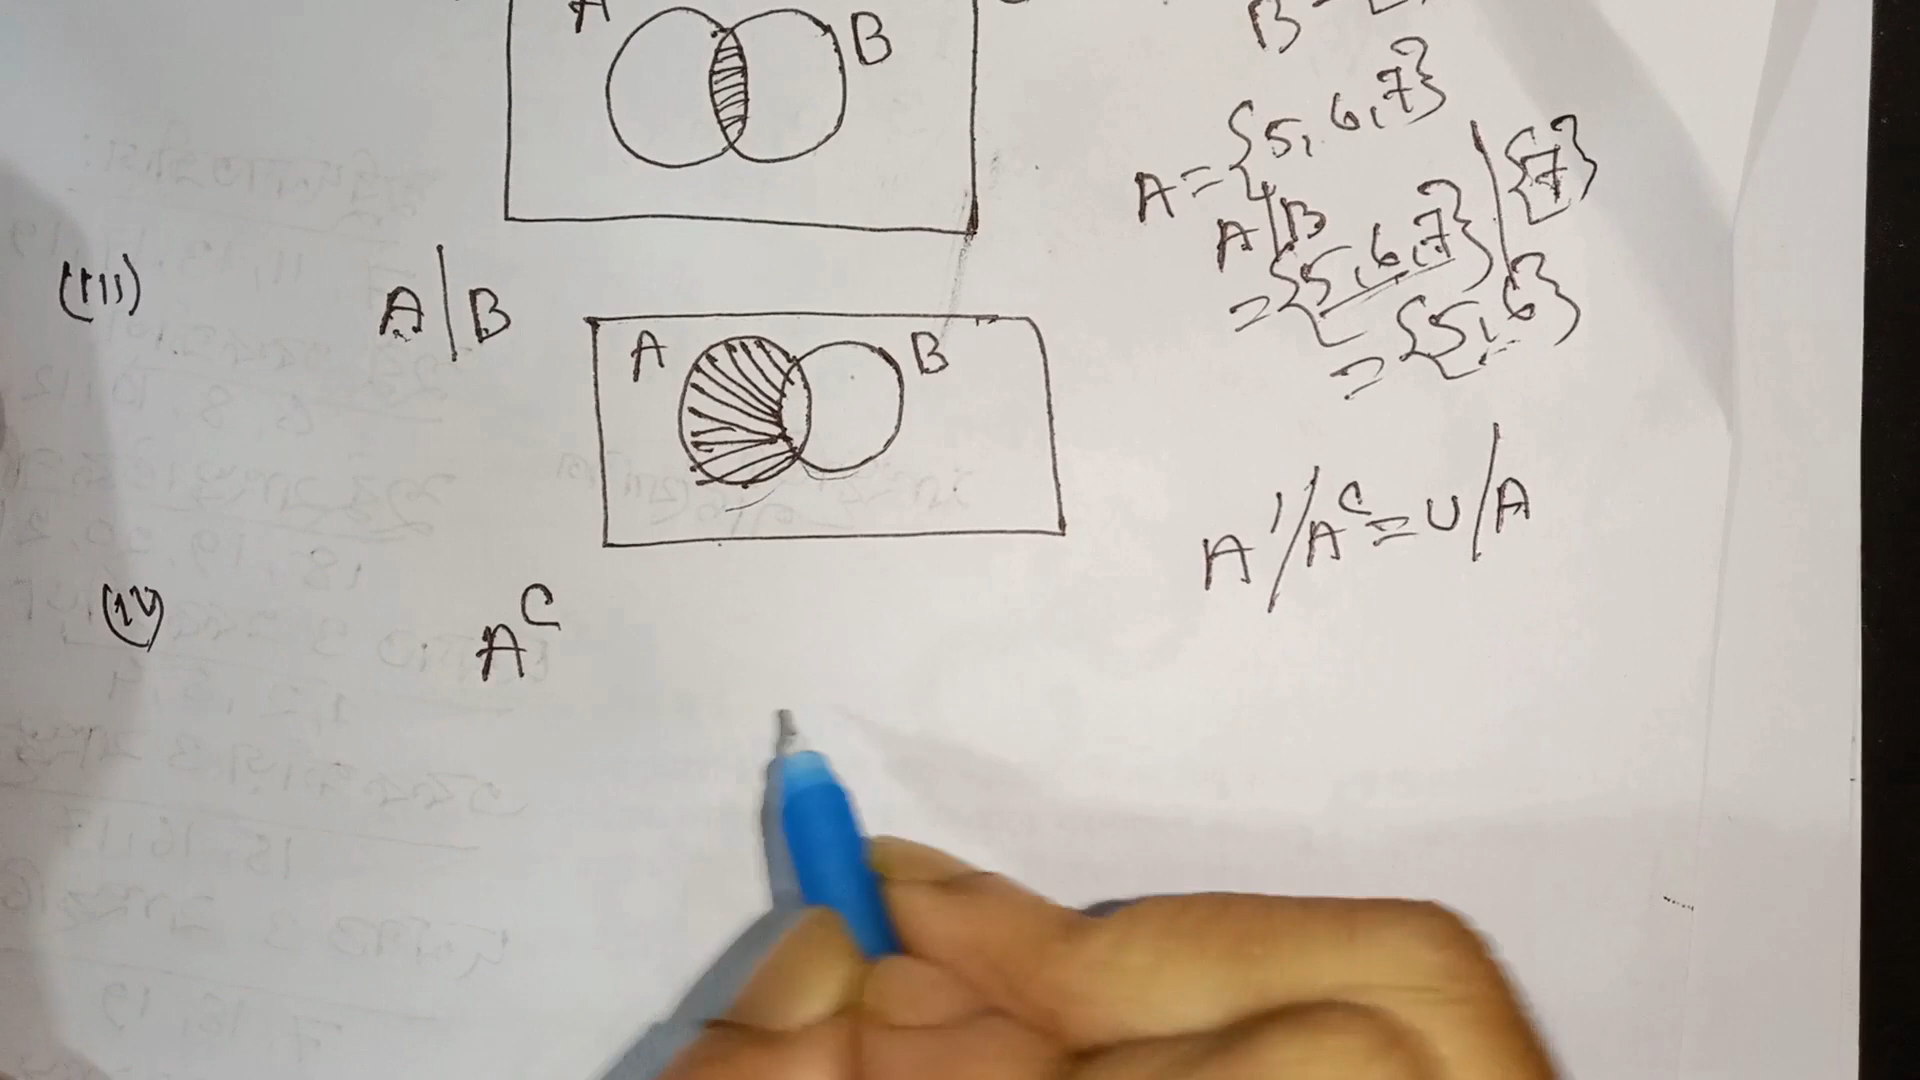 A B
B
A = {5, 6, 7}
A|B
= {5, 6, 7} | {7}
= {5, 6}
(iii) A|B
A B
A'/A^c = U/A
(iv) A^c